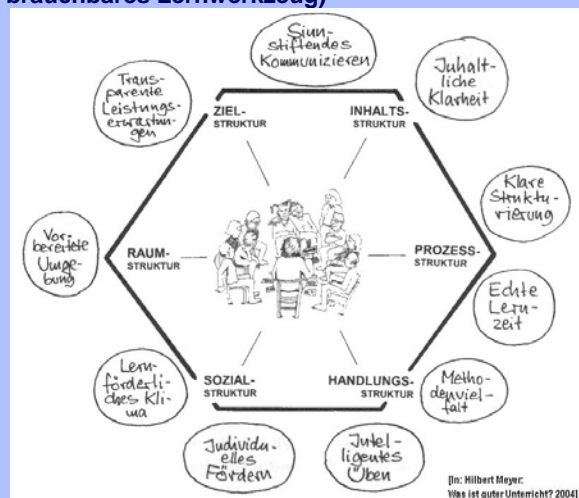 brauchbares Lernwerkzeug)
Sinn-
stiftendes
Kommunizieren
Trans-
parente
Leistungs-
erwartun-
gen
Inhalt-
liche
Klarheit
ZIEL-
STRUKTUR
INHALTS-
STRUKTUR
Klare
Struktu-
rierung
Vor-
bereitete
Umge-
bung
RAUM-
STRUKTUR
PROZESS-
STRUKTUR
Echte
Lern-
zeit
Lern-
förderli-
ches Kli-
ma
SOZIAL-
STRUKTUR
HANDLUNGS-
STRUKTUR
Metho-
denviel-
falt
Individu-
elles
Fördern
Intel-
ligentes
Üben
[In: Hilbert Meyer:
Was ist guter Unterricht? 2004]